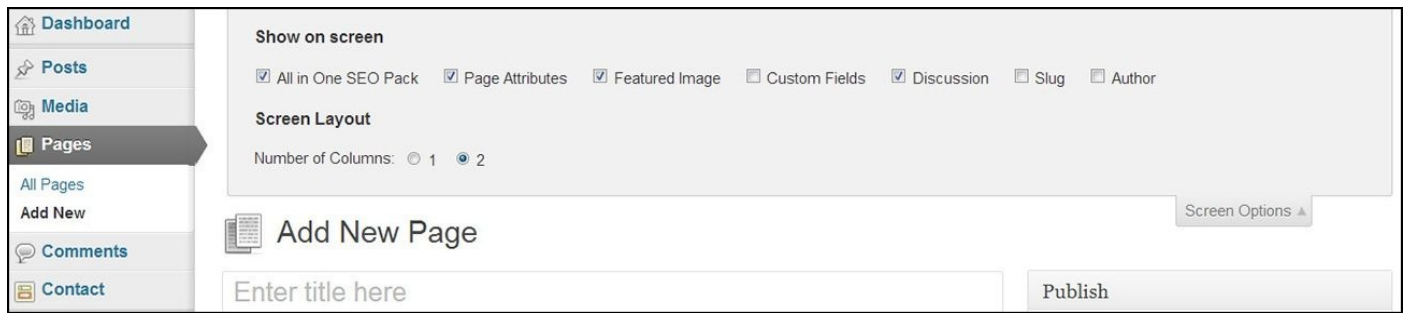 Dashboard
Posts
Media
Pages
All Pages
Add New
Comments
Contact
Show on screen
All in One SEO Pack Page Attributes Featured Image Custom Fields Discussion Slug Author
Screen Layout
Number of Columns: 1 2
Screen Options
Add New Page
Enter title here
Publish